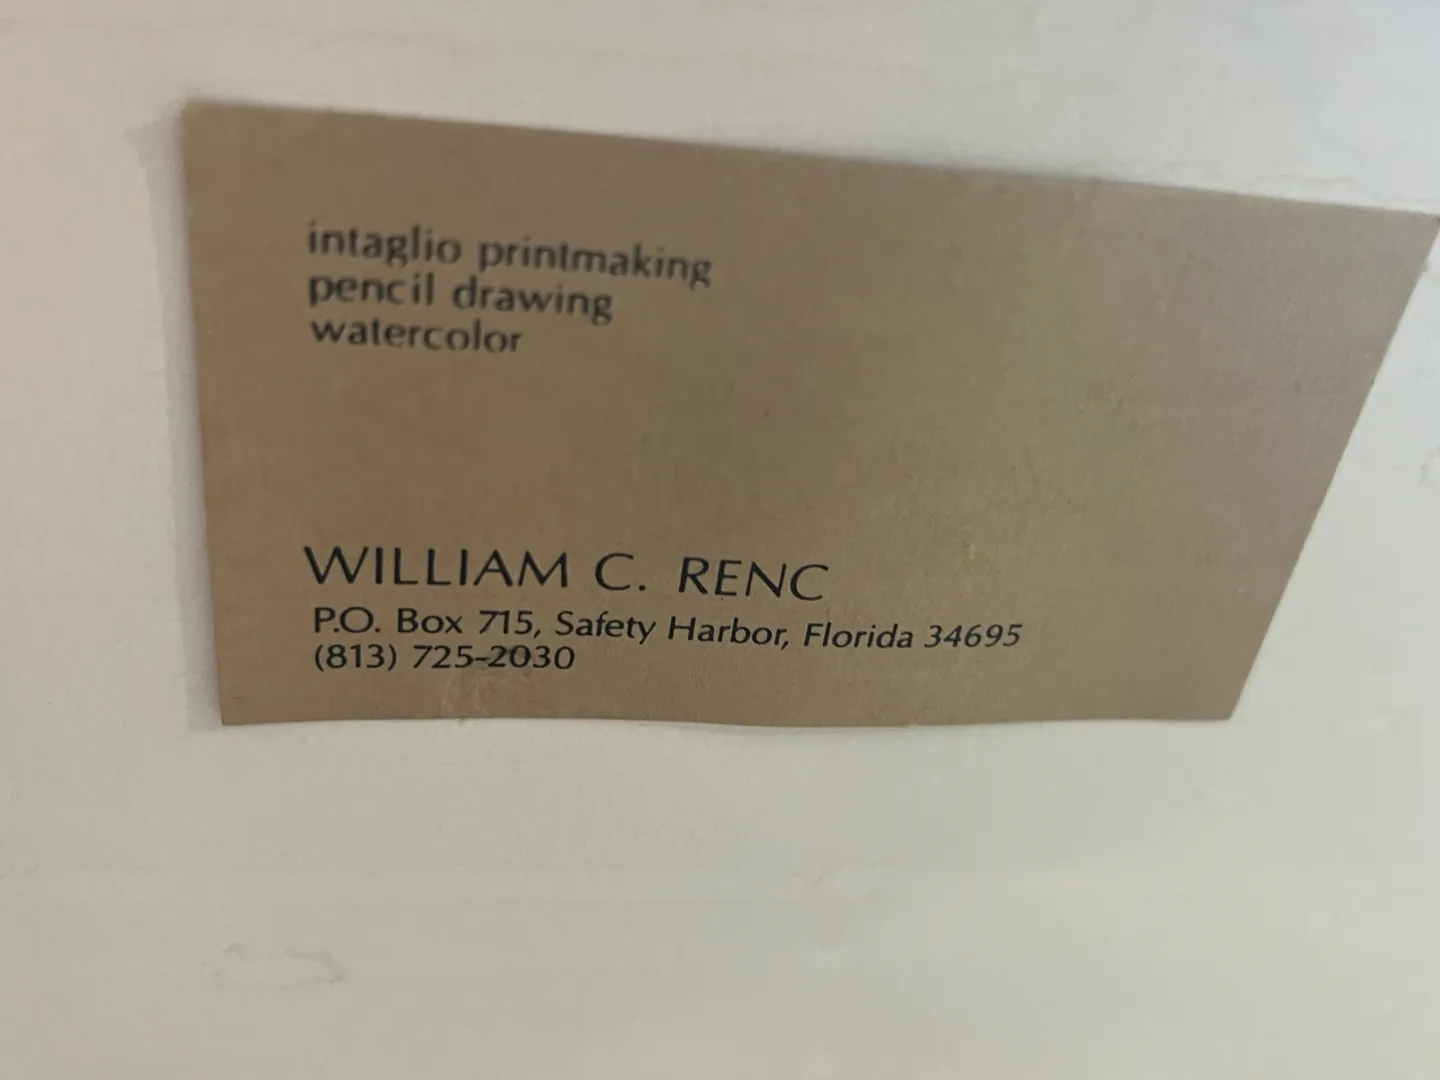 intaglio printmaking
pencil drawing
watercolor
WILLIAM C. RENC
P.O. Box 715, Safety Harbor, Florida 34695
(813) 725-2030